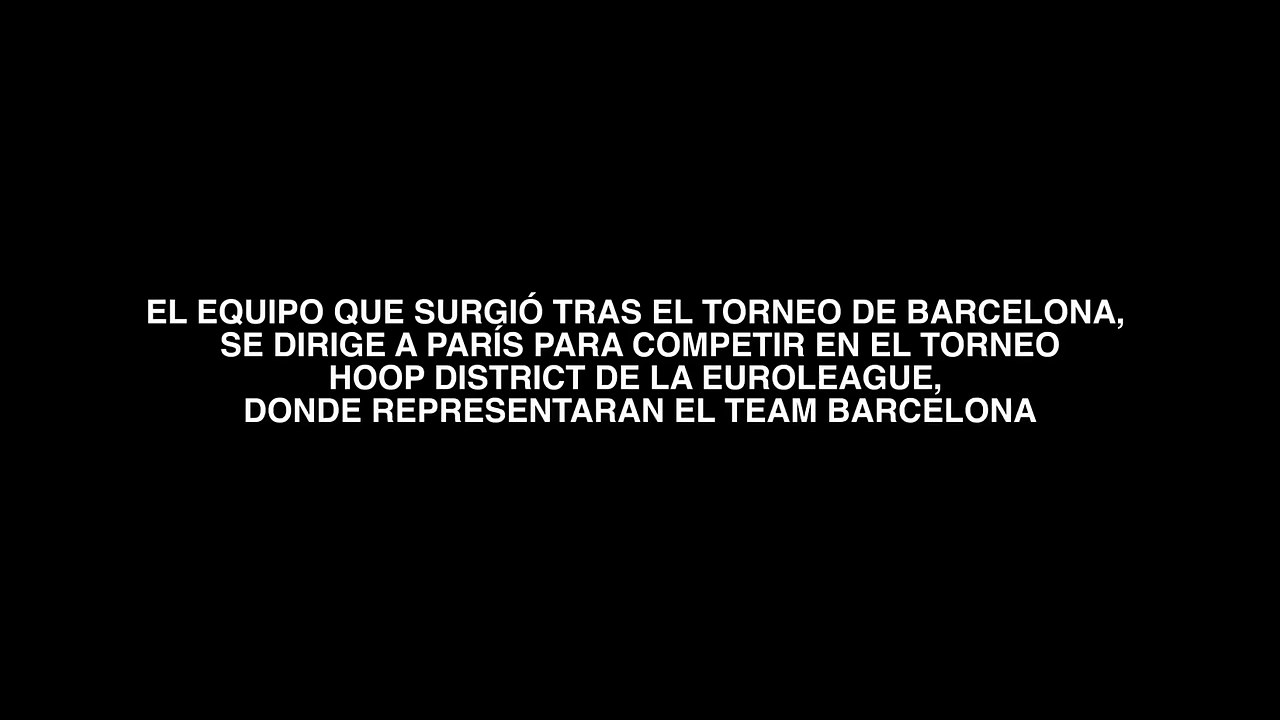 EL EQUIPO QUE SURGIÓ TRAS EL TORNEO DE BARCELONA,
SE DIRIGE A PARÍS PARA COMPETIR EN EL TORNEO
HOOP DISTRICT DE LA EUROLEAGUE,
DONDE REPRESENTARAN EL TEAM BARCELONA